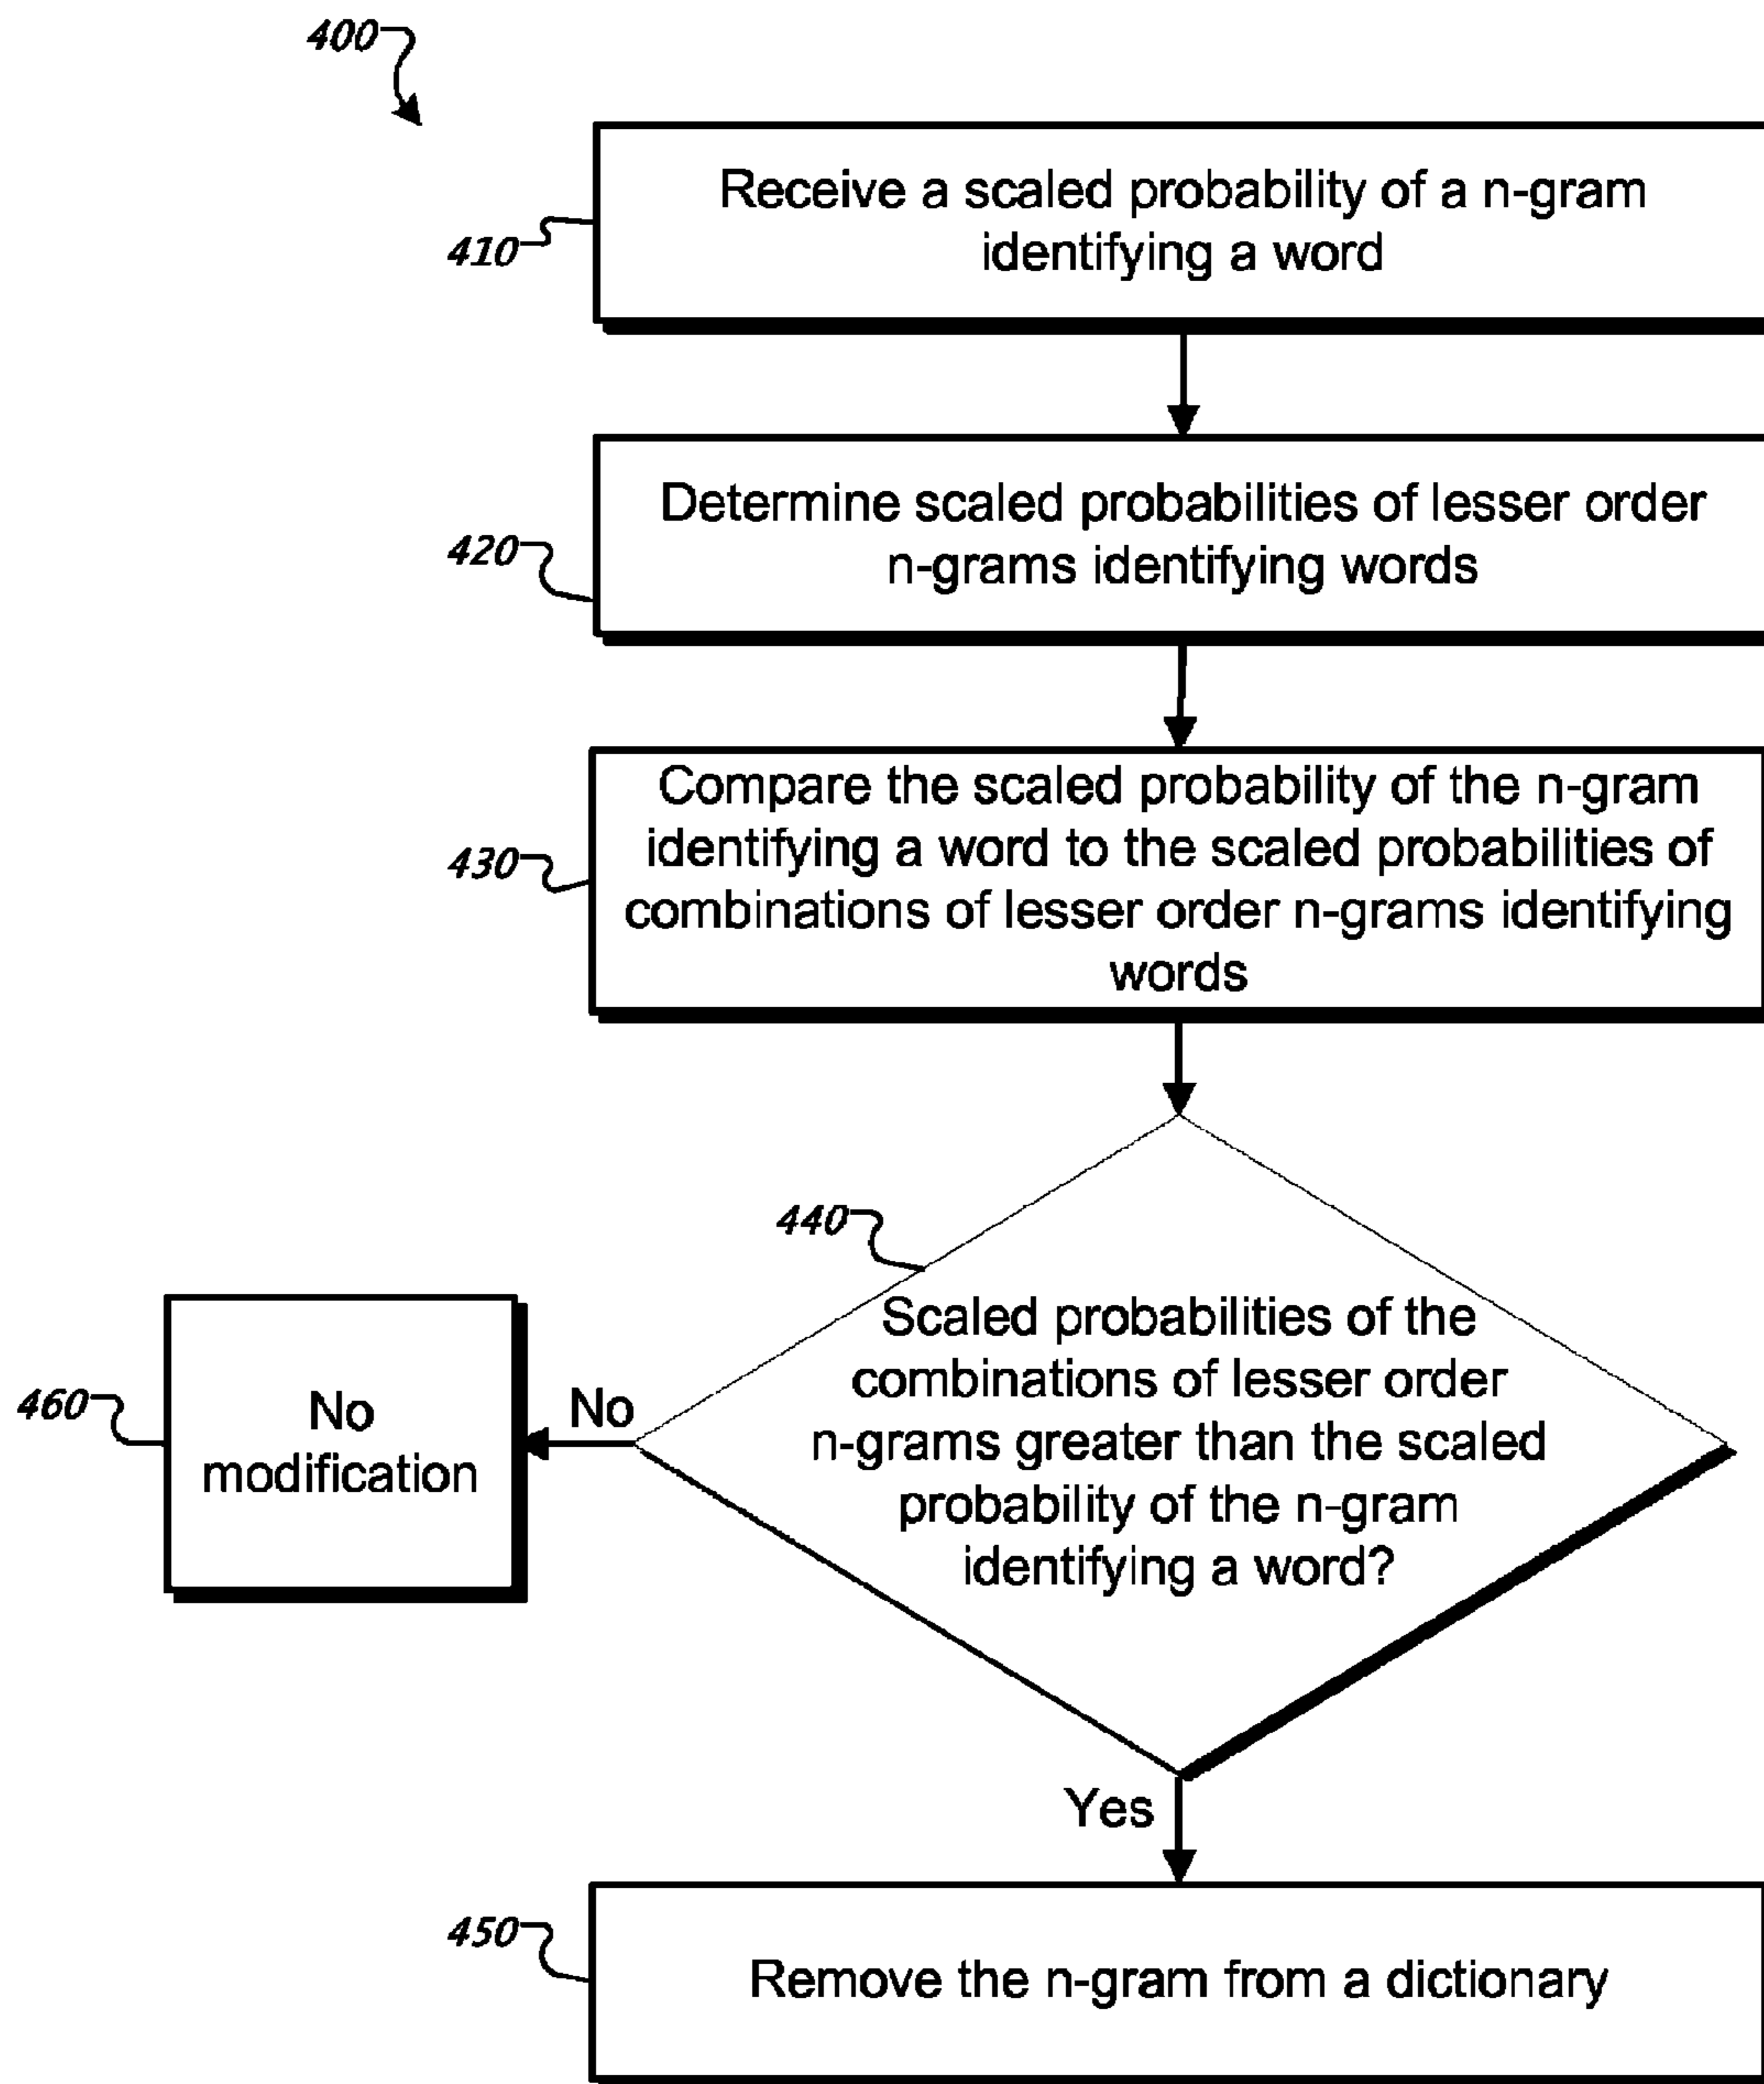 400
Receive a scaled probability of a n-gram
identifying a word
410
Determine scaled probabilities of lesser order
n-grams identifying words
420
Compare the scaled probability of the n-gram
identifying a word to the scaled probabilities of
combinations of lesser order n-grams identifying
words
430
440
Scaled probabilities of the
combinations of lesser order
n-grams greater than the scaled
probability of the n-gram
identifying a word?
No
460
No
modification
Yes
450
Remove the n-gram from a dictionary